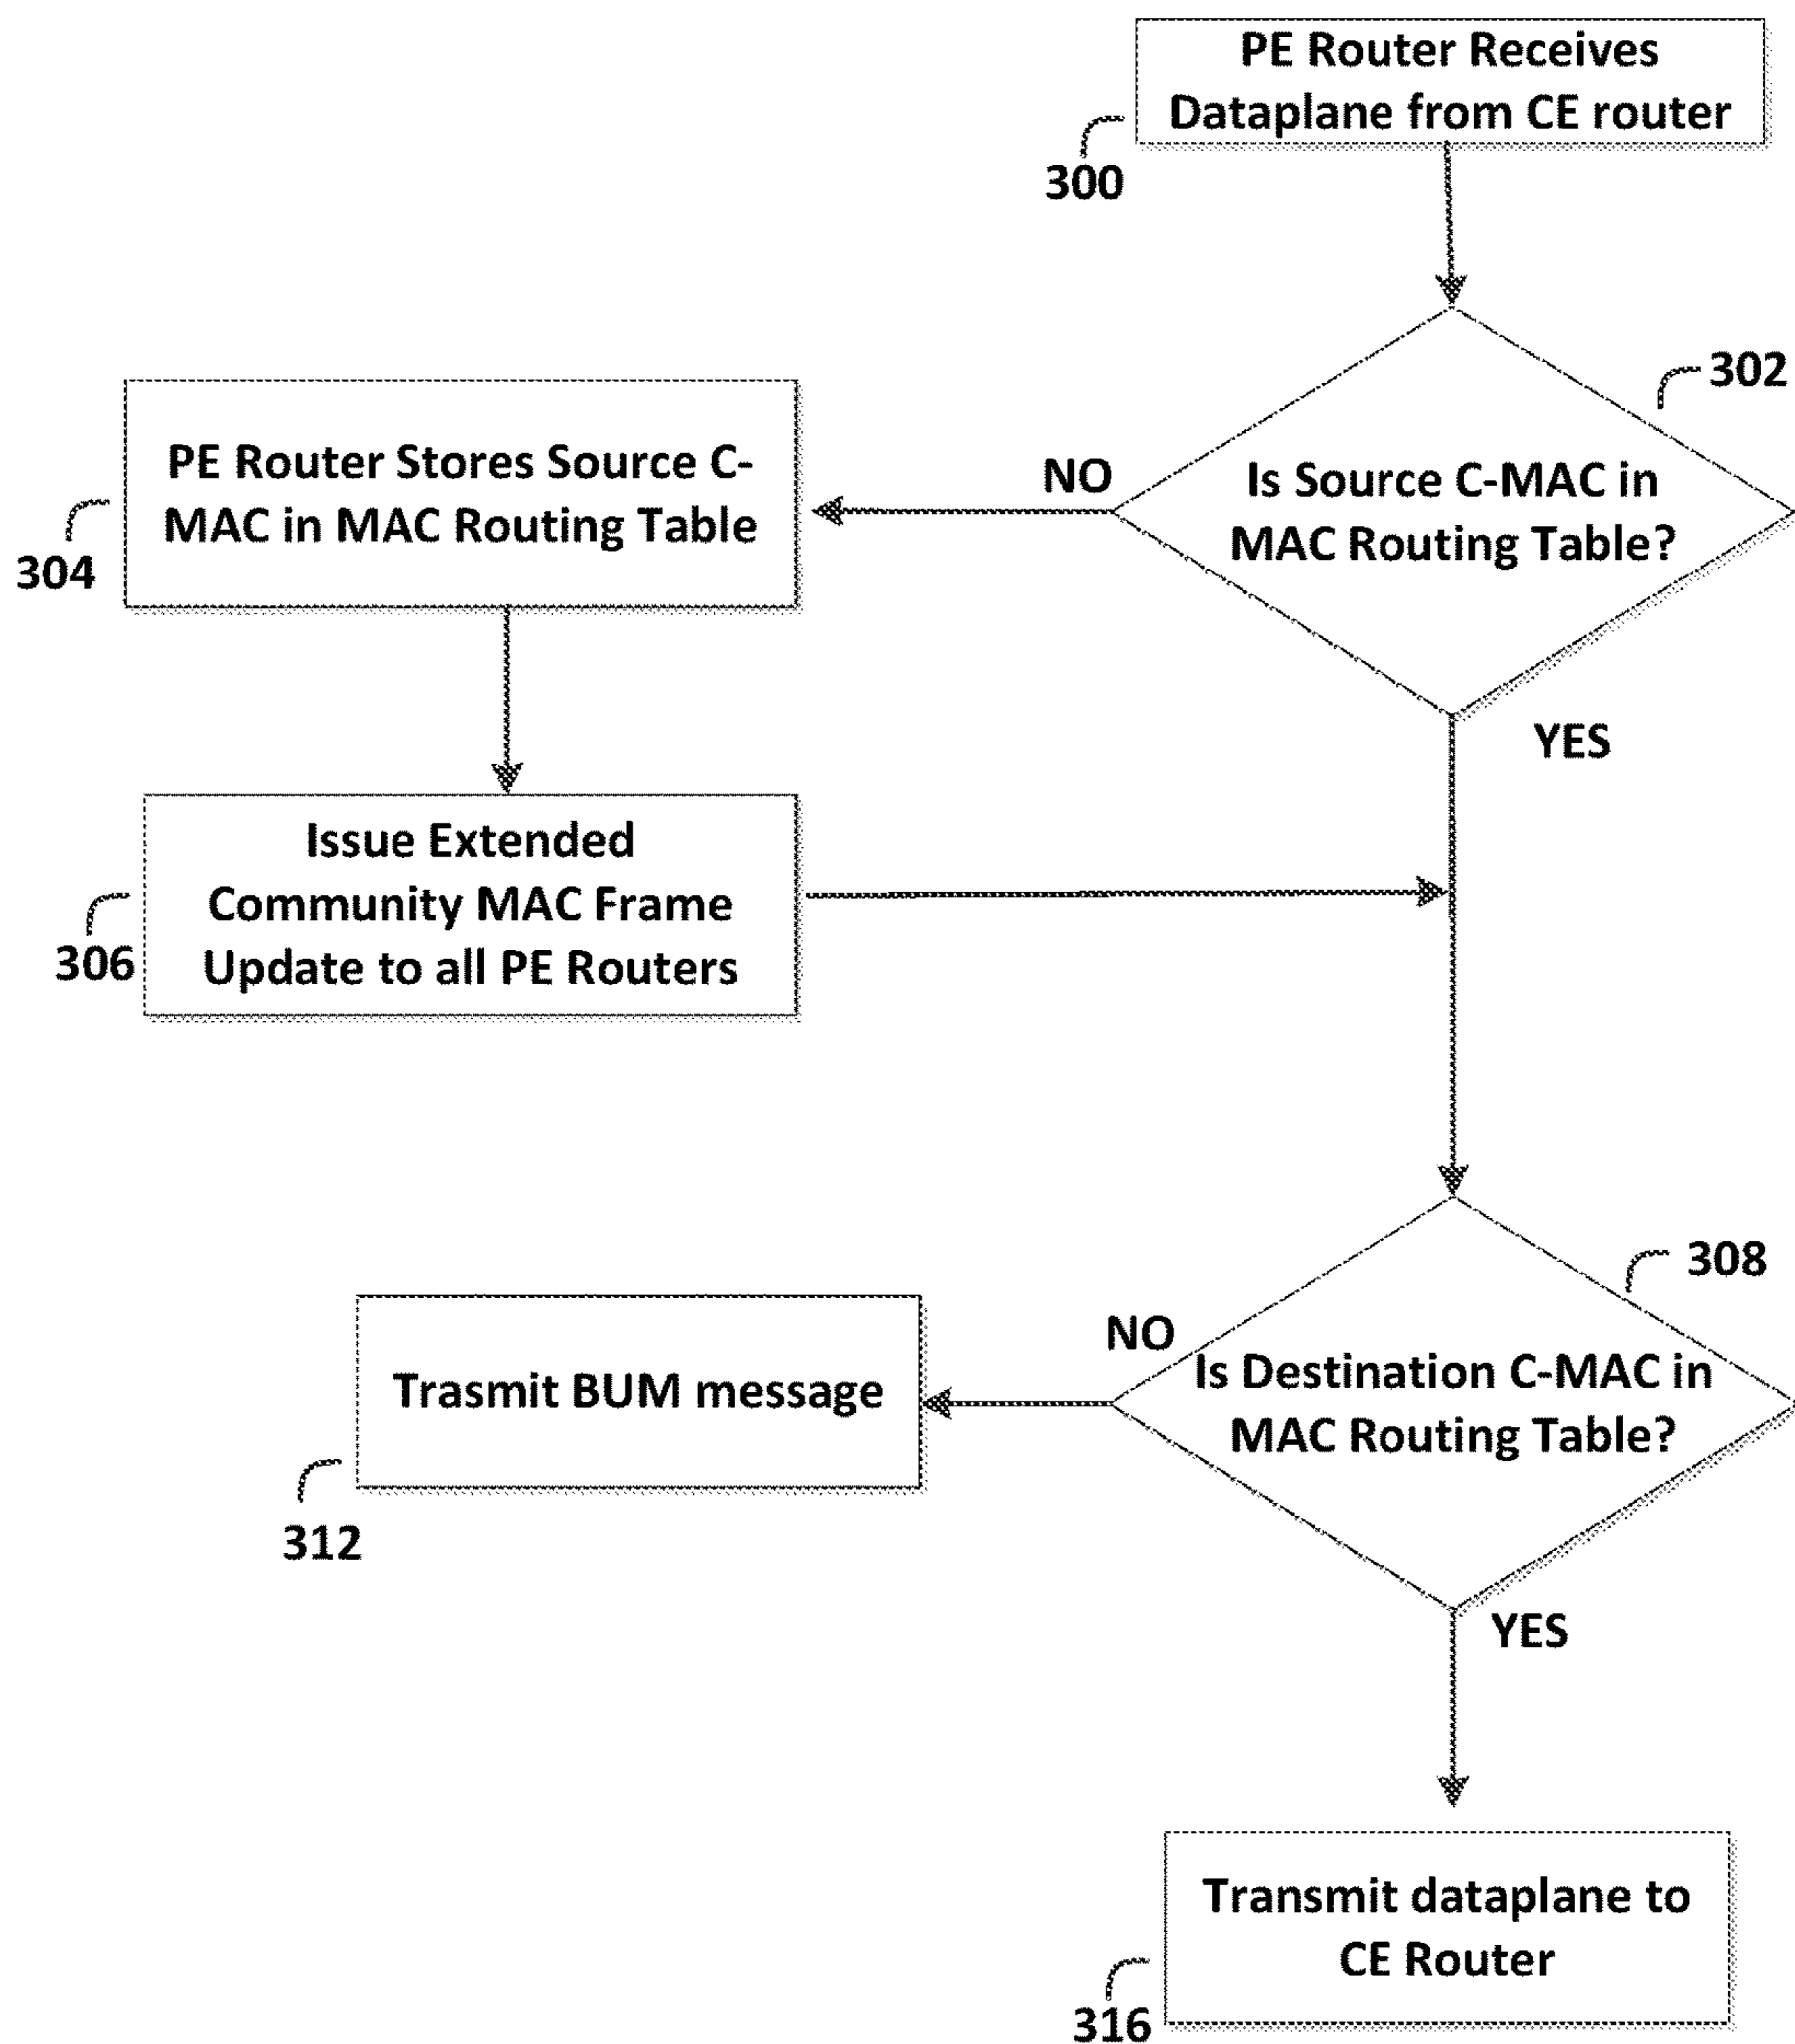 PE Router Receives
Dataplane from CE router
300
302
Is Source C-MAC in
MAC Routing Table?
NO
YES
PE Router Stores Source C-
MAC in MAC Routing Table
304
Issue Extended
Community MAC Frame
Update to all PE Routers
306
308
Is Destination C-MAC in
MAC Routing Table?
NO
YES
Trasmit BUM message
312
Transmit dataplane to
CE Router
316